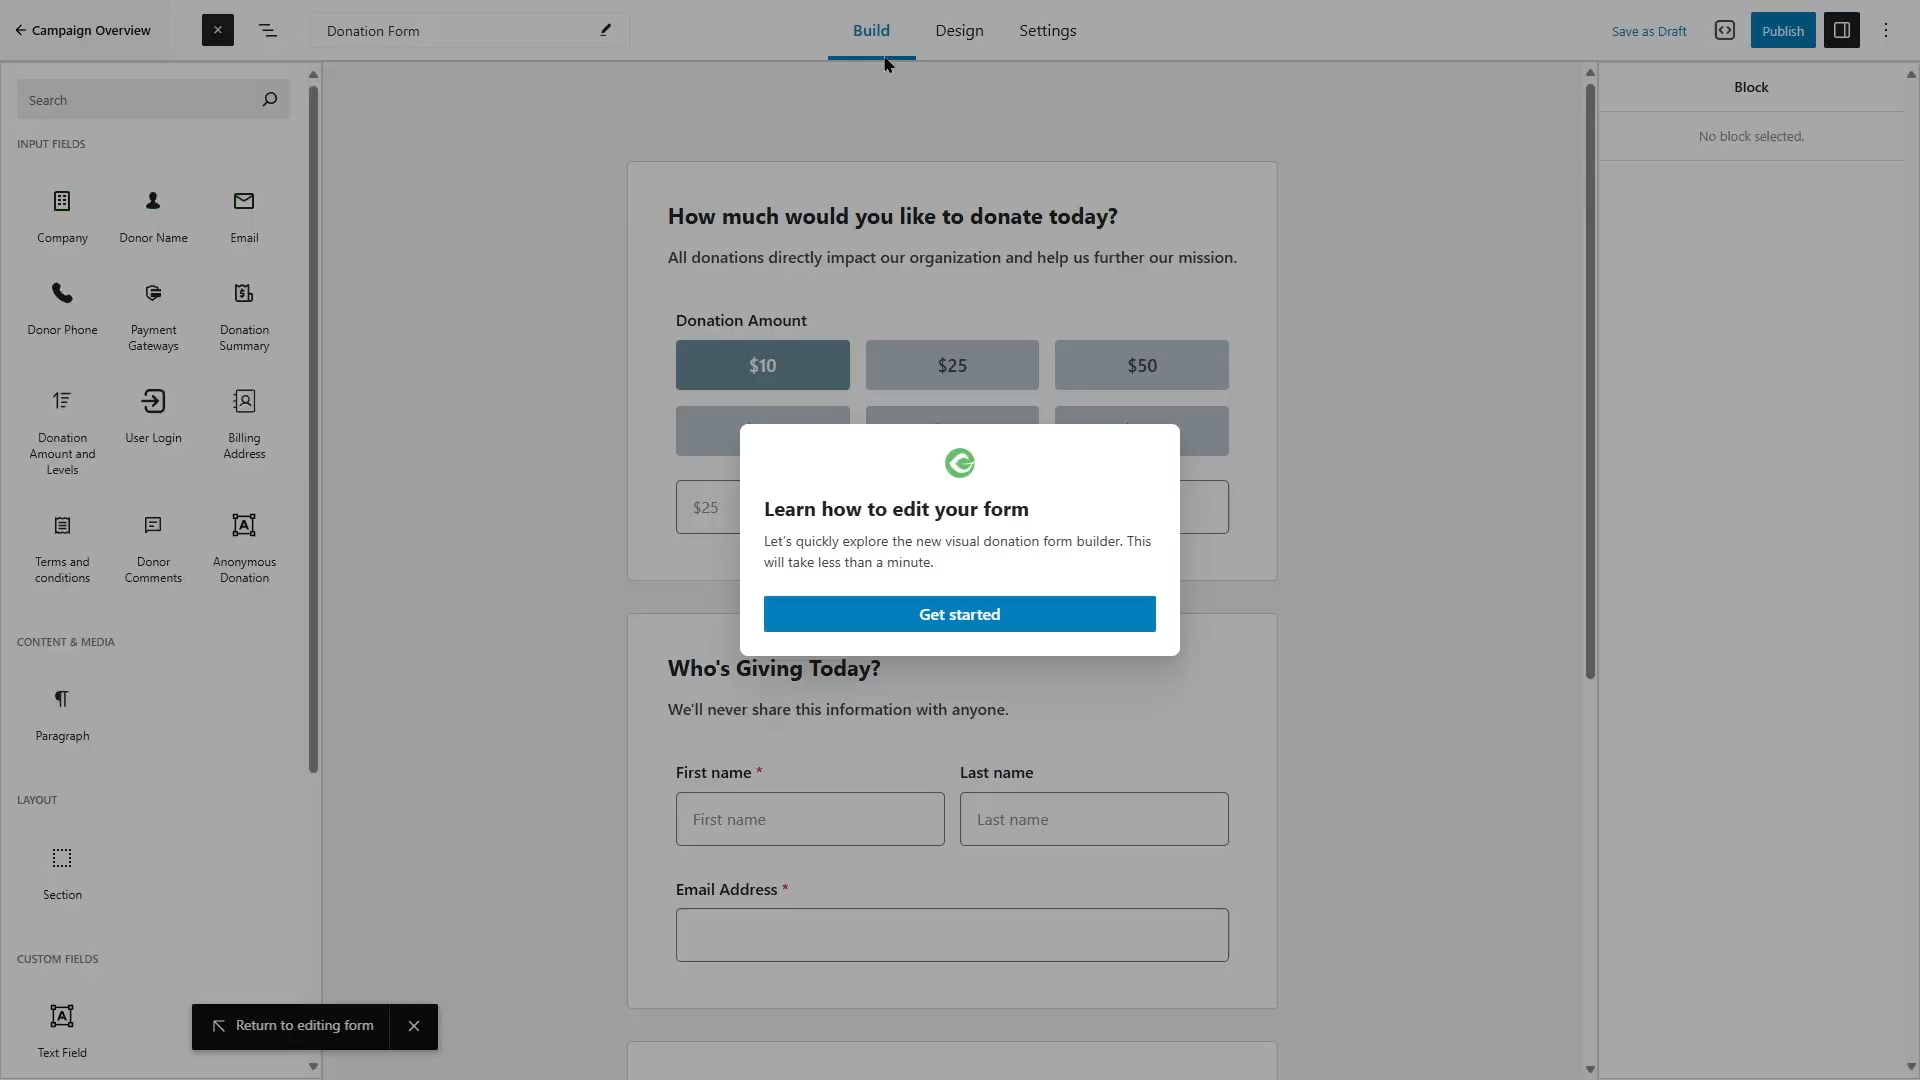 Campaign Overview
Donation Form
Build
Design
Settings
Save as Draft
Publish
Search
INPUT FIELDS
Company
Donor Name
Email
Donor Phone
Payment
Gateways
Donation
Summary
Donation
Amount and
Levels
User Login
Billing
Address
Terms and
conditions
Donor
Comments
Anonymous
Donation
CONTENT & MEDIA
Paragraph
LAYOUT
Section
CUSTOM FIELDS
Text Field
Return to editing form
How much would you like to donate today?
All donations directly impact our organization and help us further our mission.
Donation Amount
$10
$25
$50
$25
Learn how to edit your form
Let's quickly explore the new visual donation form builder. This
will take less than a minute.
Get started
Who's Giving Today?
We'll never share this information with anyone.
First name *
Last name
First name
Last name
Email Address *
Block
No block selected.